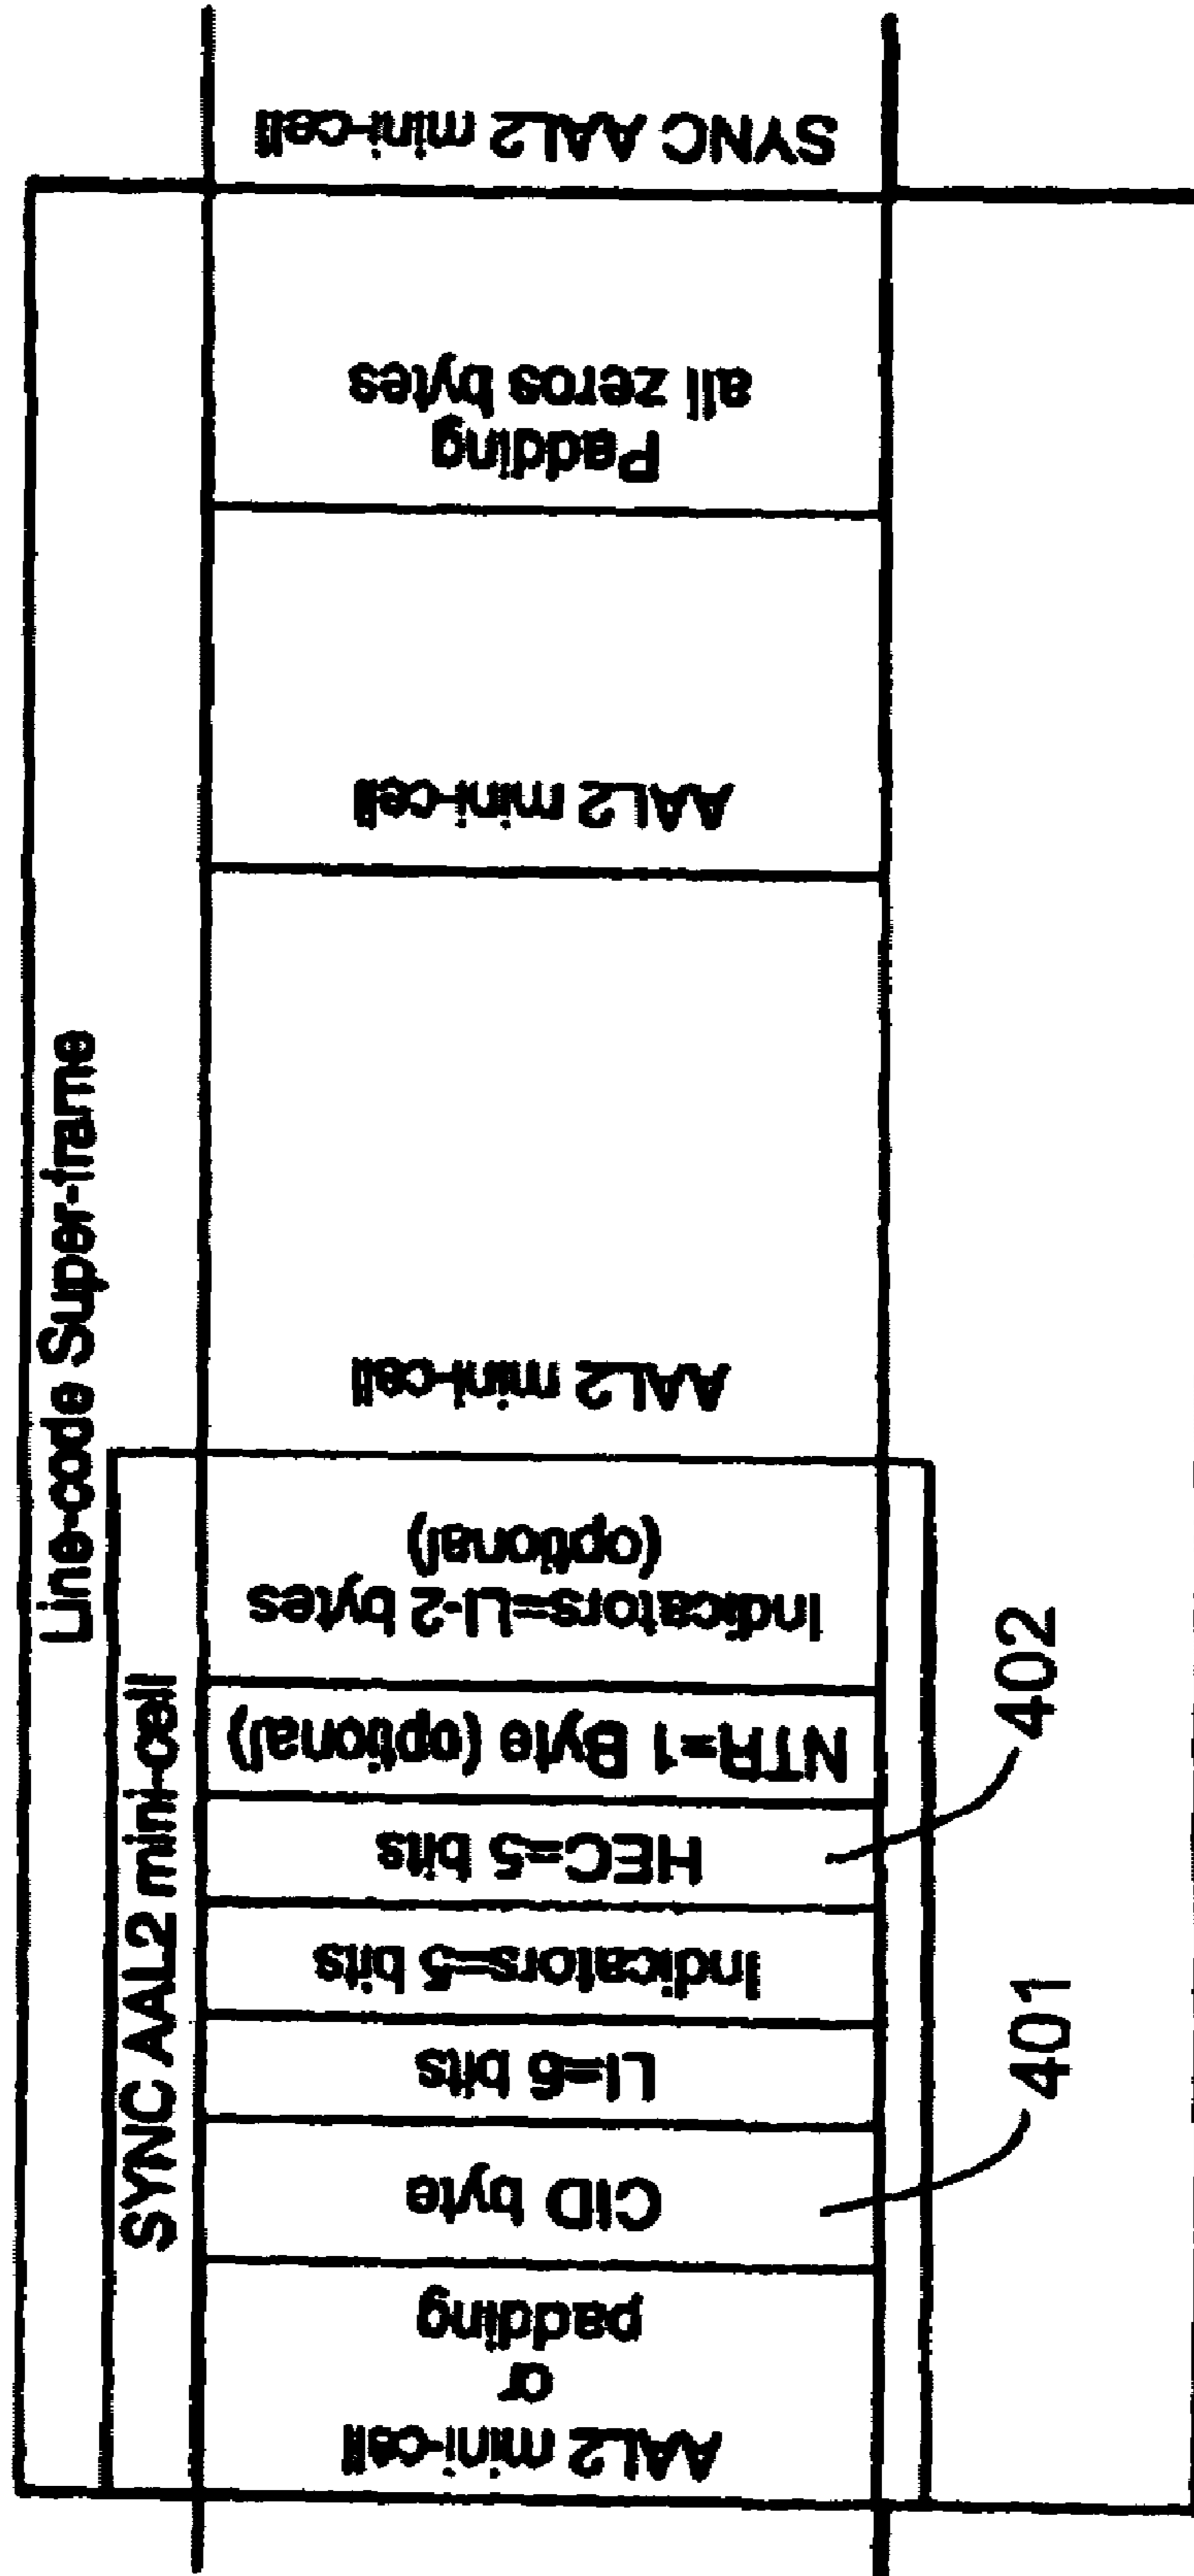 Line-code Super-frame
SYNC AAL2 mini-cell
AAL2 mini-cell
or
padding
CID byte
LI=6 bits
Indicators=5 bits
HEC=5 bits
NTR=1 Byte (optional)
Indicators=LI-2 bytes
(optional)
AAL2 mini-cell
AAL2 mini-cell
Padding
all zeros bytes
SYNC AAL2 mini-cell
401
402